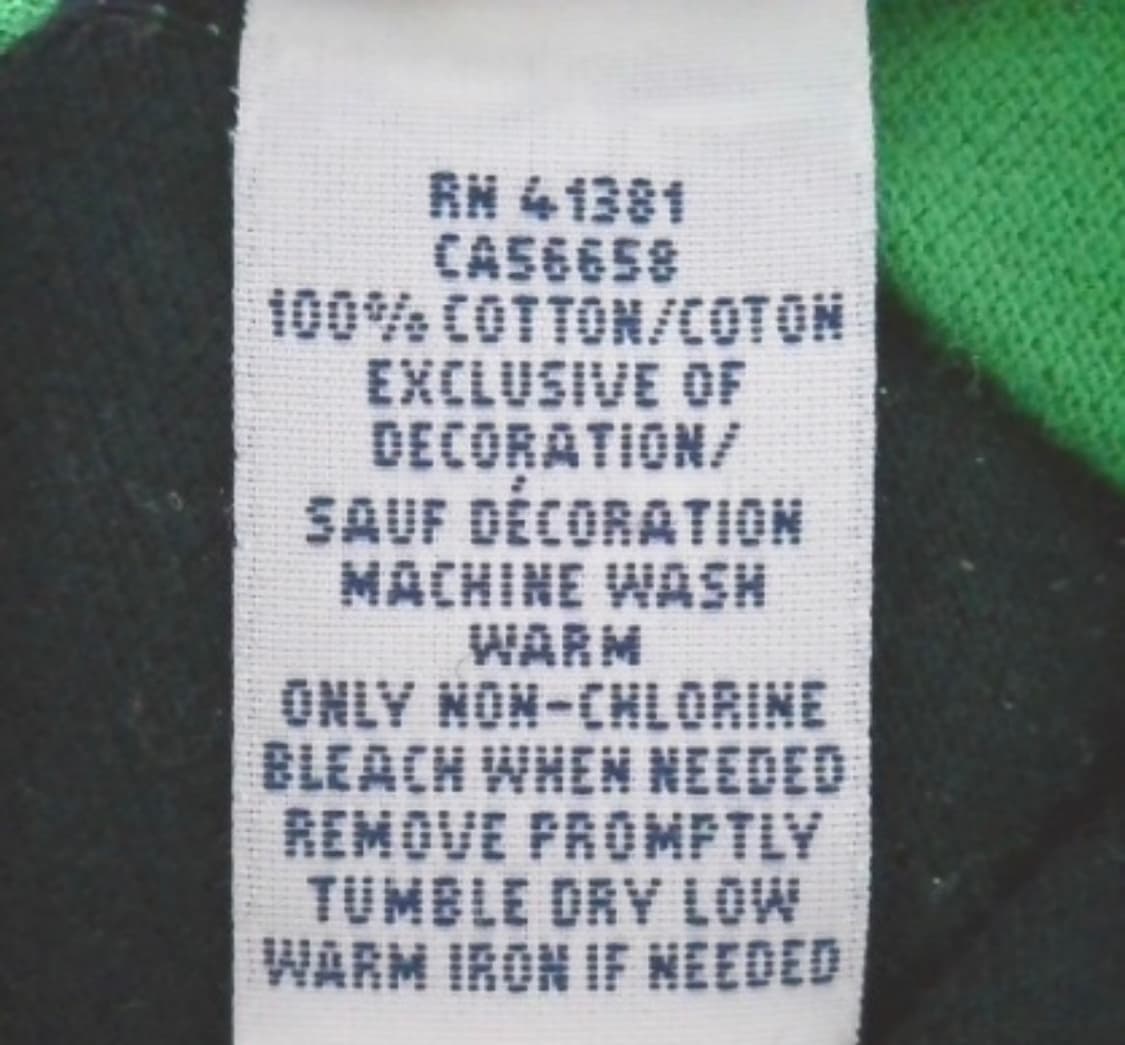 RN 41381
CA56658
100% COTTON/COTON
EXCLUSIVE OF
DECORATION/
SAUF DÉCORATION
MACHINE WASH
WARM
ONLY NON-CHLORINE
BLEACH WHEN NEEDED
REMOVE PROMPTLY
TUMBLE DRY LOW
WARM IRON IF NEEDED